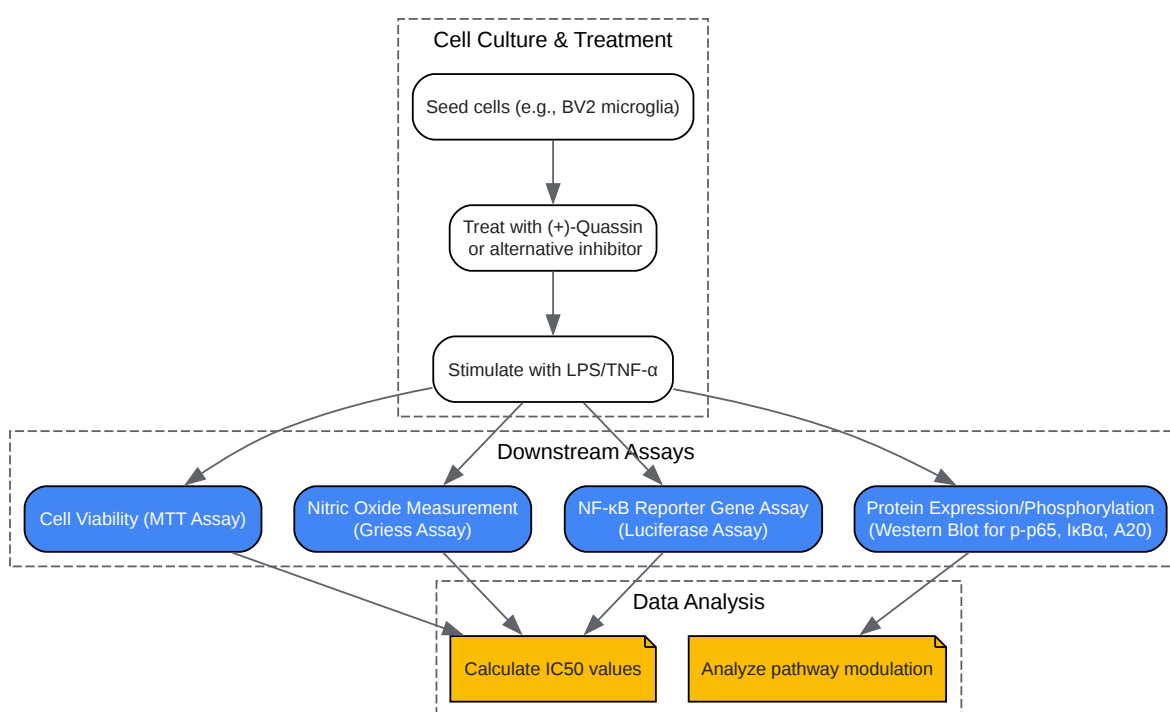 Cell Culture & Treatment
Seed cells (e.g., BV2 microglia)
Treat with (+)-Quassin
or alternative inhibitor
Stimulate with LPS/TNF-α
Downstream Assays
Cell Viability (MTT Assay)
Nitric Oxide Measurement
(Griess Assay)
NF-κB Reporter Gene Assay
(Luciferase Assay)
Protein Expression/Phosphorylation
(Western Blot for p-p65, IκBα, A20)
Data Analysis
Calculate IC50 values
Analyze pathway modulation